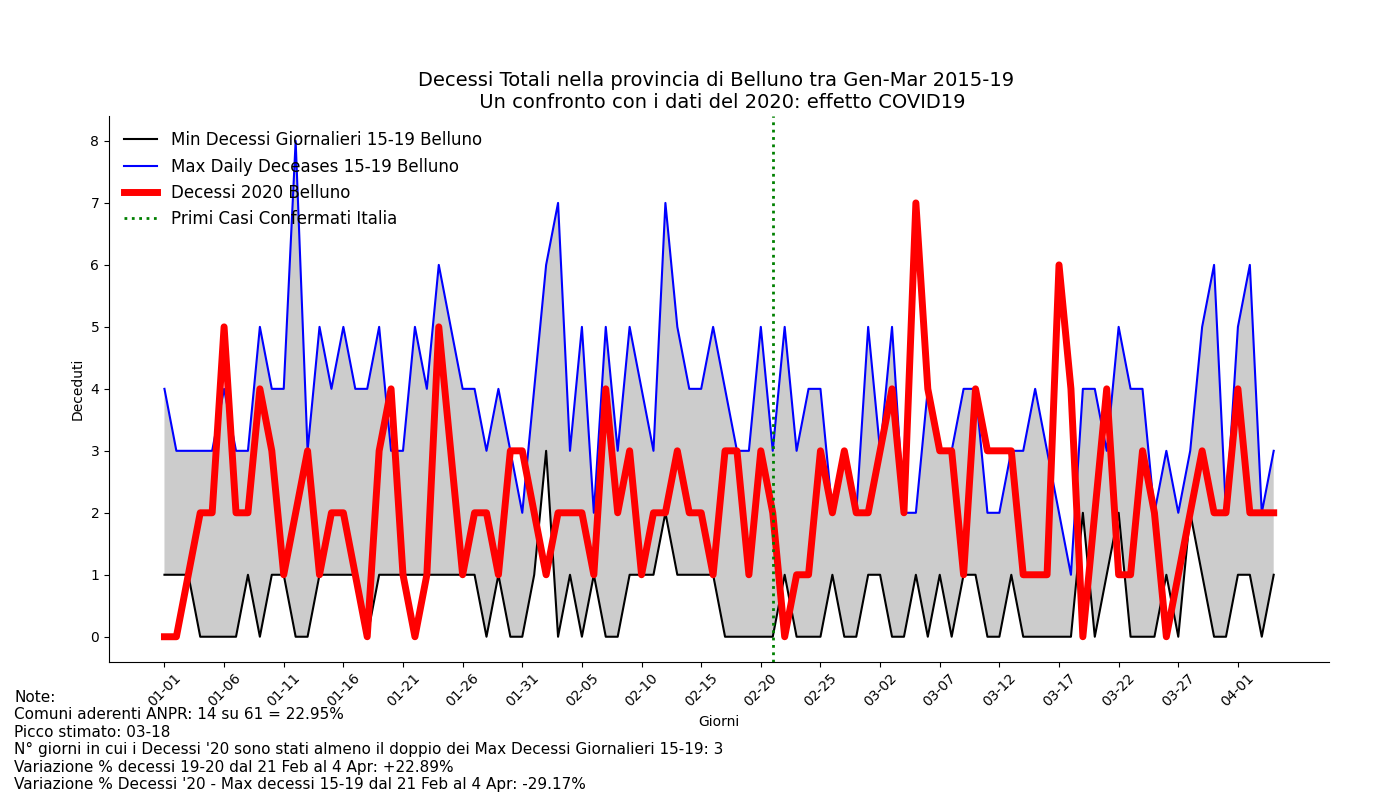 Decessi Totali nella provincia di Belluno tra Gen-Mar 2015-19
Un confronto con i dati del 2020: effetto COVID19
Min Decessi Giornalieri 15-19 Belluno
Max Daily Deceases 15-19 Belluno
Decessi 2020 Belluno
Primi Casi Confermati Italia
Deceduti
8
7
6
5
4
3
2
1
0
01-01
01-06
01-11
01-16
01-21
01-26
01-31
02-05
02-10
02-15
02-20
02-25
03-02
03-07
03-12
03-17
03-22
03-27
04-01
Giorni
Note:
Comuni aderenti ANPR: 14 su 61 = 22.95%
Picco stimato: 03-18
N° giorni in cui i Decessi '20 sono stati almeno il doppio dei Max Decessi Giornalieri 15-19: 3
Variazione % decessi 19-20 dal 21 Feb al 4 Apr: +22.89%
Variazione % Decessi '20 - Max decessi 15-19 dal 21 Feb al 4 Apr: -29.17%